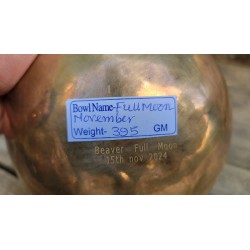 Bowl Name-Full Moon
November
Weight- 395 GM
Beaver Full Moon
15th nov 2024